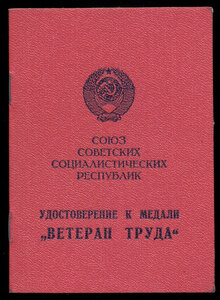 СОЮЗ
СОВЕТСКИХ
СОЦИАЛИСТИЧЕСКИХ
РЕСПУБЛИК
УДОСТОВЕРЕНИЕ К МЕДАЛИ
„ВЕТЕРАН ТРУДА“